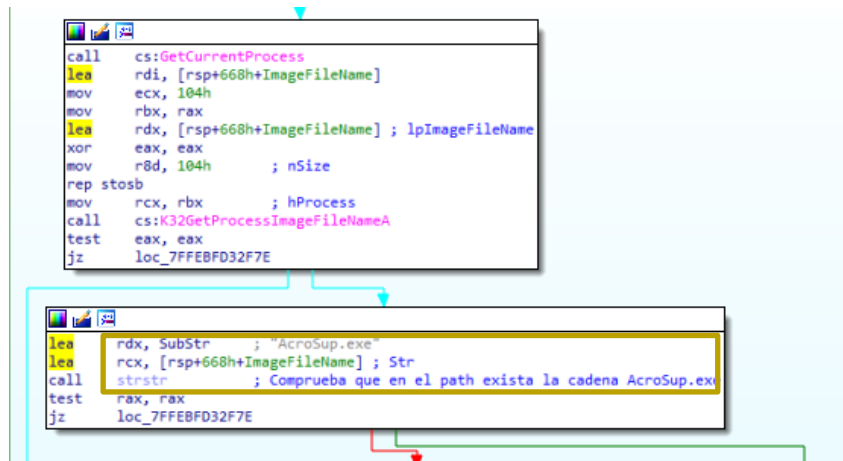 call cs:GetCurrentProcess
lea rdi, [rsp+668h+ImageFileName]
mov ecx, 104h
mov rbx, rax
lea rdx, [rsp+668h+ImageFileName] ; lpImageFileName
xor eax, eax
mov r8d, 104h ; nSize
rep stosb
mov rcx, rbx ; hProcess
call cs:K32GetProcessImageFileNameA
test eax, eax
jz loc_7FFEBFD32F7E
lea rdx, SubStr ; "AcroSup.exe"
lea rcx, [rsp+668h+ImageFileName] ; Str
call strstr ; Comprueba que en el path exista la cadena AcroSup.exe
test rax, rax
jz loc_7FFEBFD32F7E